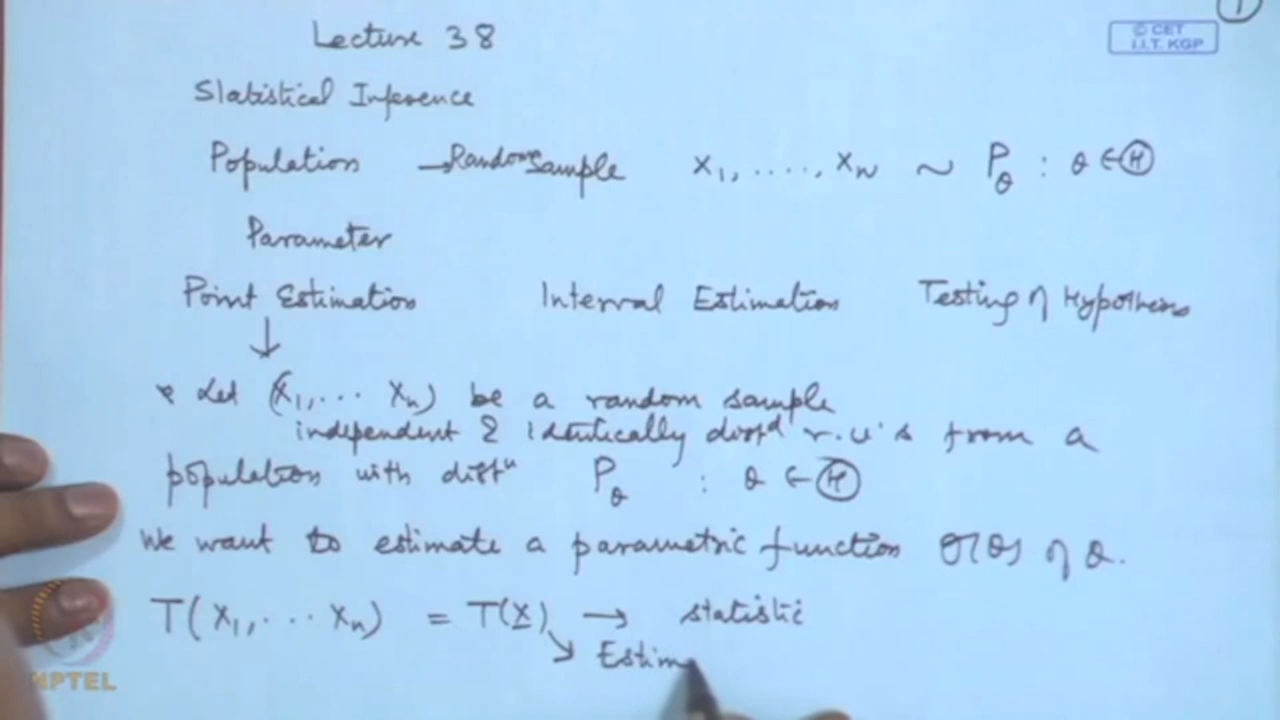 1
© CET
I.I.T. KGP
Lecture 38
Statistical Inference
Population → Random Sample X1, ...., Xn ~ Pθ : θ ∈ Ⓗ
Parameter
Point Estimation Interval Estimation Testing of Hypothesis
↓
Let (X1, ... Xn) be a random sample
independent & identically distd r.v.'s from a
population with distn Pθ : θ ∈ Ⓗ
We want to estimate a parametric function of θ.
T(X1, ... Xn) = T(X) → statistic
↘ Estim
NPTEL